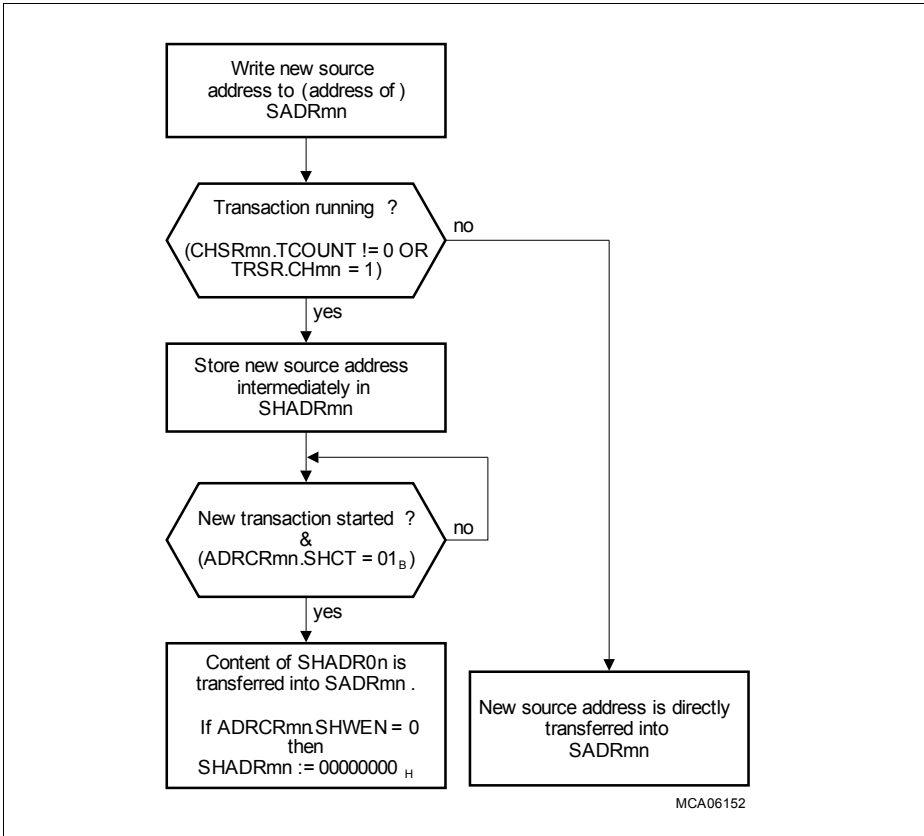 Write new source
address to (address of )
SADRmn
Transaction running ?
(CHSRmn.TCOUNT != 0 OR
TRSR.CHmn = 1)
no
yes
Store new source address
intermediately in
SHADRmn
New transaction started ?
&
(ADRCRmn.SHCT = 01B)
no
yes
Content of SHADR0n is
transferred into SADRmn .
If ADRCRmn.SHWEN = 0
then
SHADRmn := 00000000 H
New source address is directly
transferred into
SADRmn
MCA06152